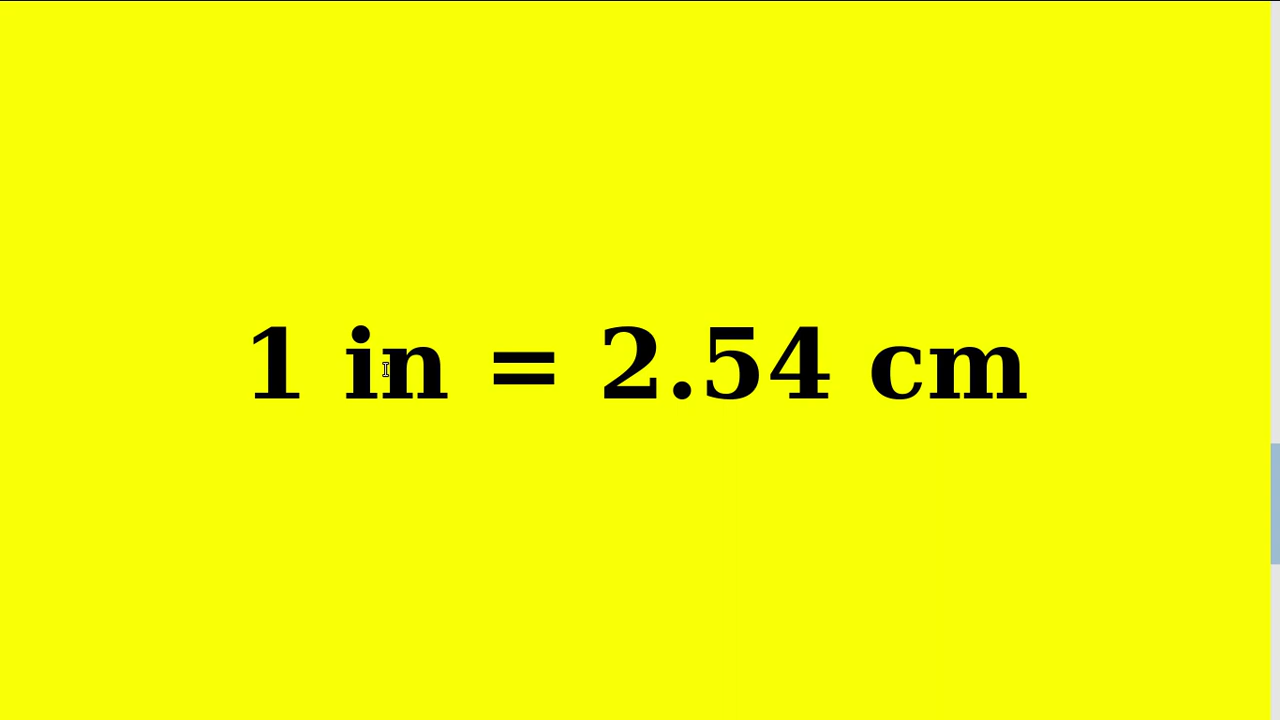 1 in = 2.54 cm